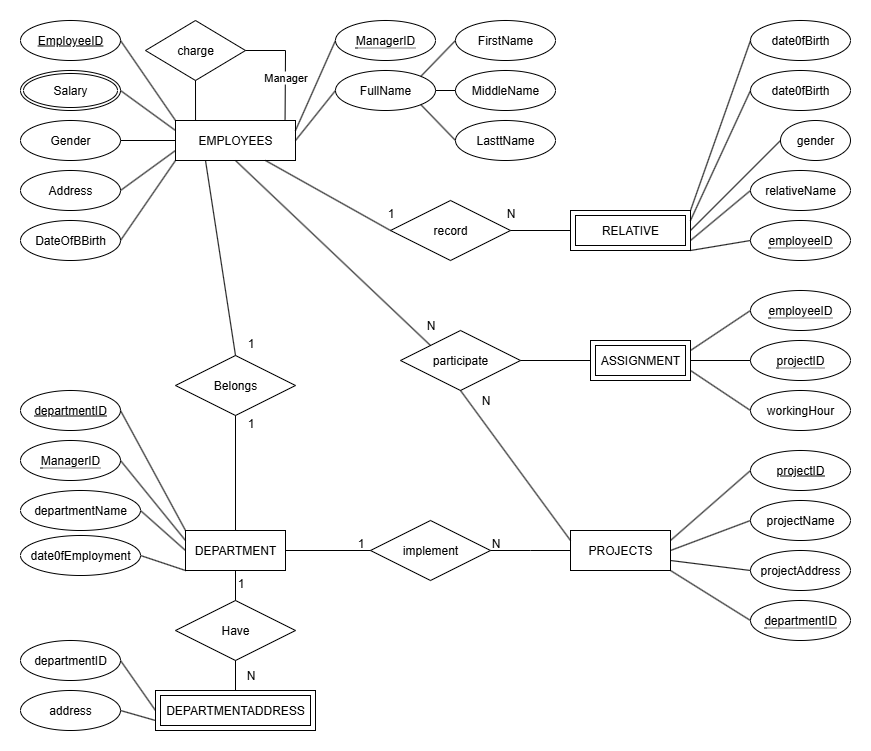 EmployeeID
charge
ManagerID
FirstName
date0fBirth
Manager
Salary
FullName
MiddleName
date0fBirth
Gender
EMPLOYEES
LasttName
gender
Address
relativeName
1
N
DateOfBBirth
record
RELATIVE
employeeID
employeeID
N
1
participate
ASSIGNMENT
projectID
Belongs
N
departmentID
1
workingHour
ManagerID
projectID
departmentName
projectName
1
N
date0fEmployment
DEPARTMENT
implement
PROJECTS
projectAddress
1
departmentID
Have
departmentID
N
address
DEPARTMENTADDRESS